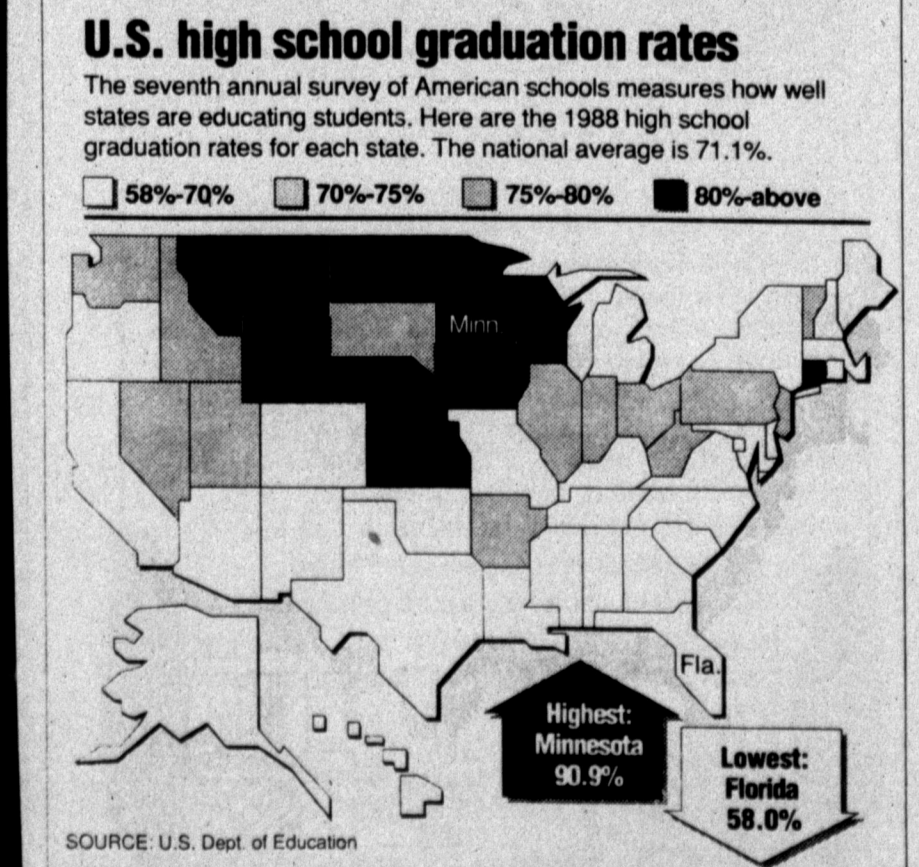 U.S. high school graduation rates
The seventh annual survey of American schools measures how well
states are educating students. Here are the 1988 high school
graduation rates for each state. The national average is 71.1%.
58%-70% 70%-75% 75%-80% 80%-above
Minn.
Fla.
Highest:
Minnesota
90.9%
Lowest:
Florida
58.0%
SOURCE: U.S. Dept. of Education